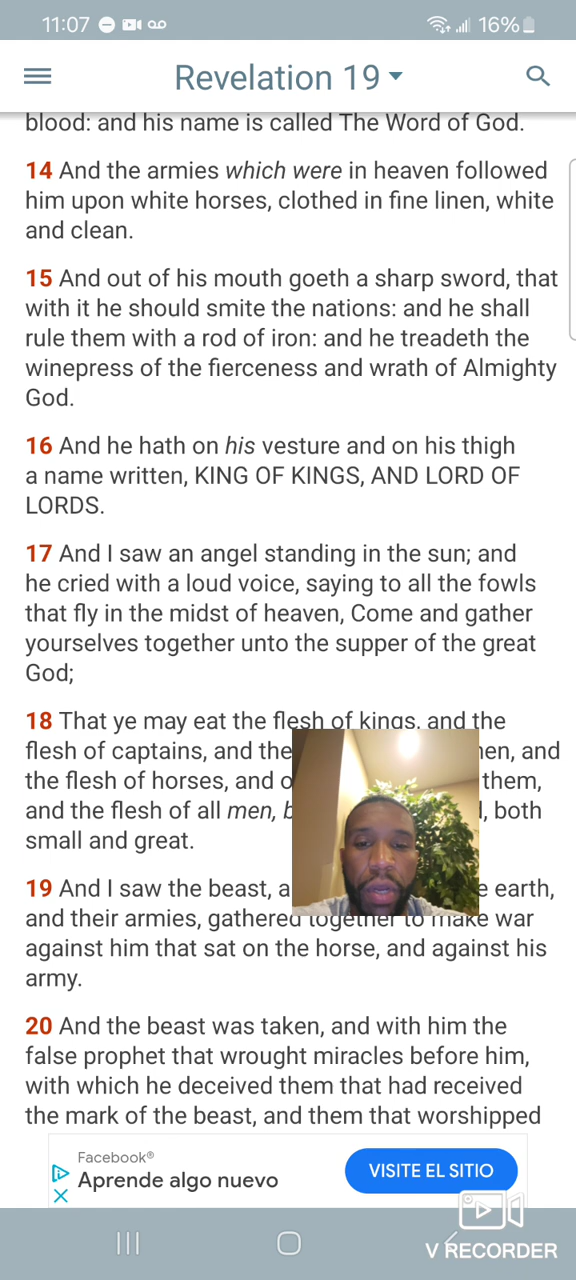 11:07 16%
Revelation 19
blood: and his name is called The Word of God.
14 And the armies which were in heaven followed
him upon white horses, clothed in fine linen, white
and clean.
15 And out of his mouth goeth a sharp sword, that
with it he should smite the nations: and he shall
rule them with a rod of iron: and he treadeth the
winepress of the fierceness and wrath of Almighty
God.
16 And he hath on his vesture and on his thigh
a name written, KING OF KINGS, AND LORD OF
LORDS.
17 And I saw an angel standing in the sun; and
he cried with a loud voice, saying to all the fowls
that fly in the midst of heaven, Come and gather
yourselves together unto the supper of the great
God;
18 That ye may eat the flesh of kings, and the
flesh of captains, and the and
the flesh of horses, and them,
and the flesh of all men, both
small and great.
19 And I saw the beast, earth,
and their armies, gathered together to make war
against him that sat on the horse, and against his
army.
20 And the beast was taken, and with him the
false prophet that wrought miracles before him,
with which he deceived them that had received
the mark of the beast, and them that worshipped
Facebook®
Aprende algo nuevo
VISITE EL SITIO
V RECORDER